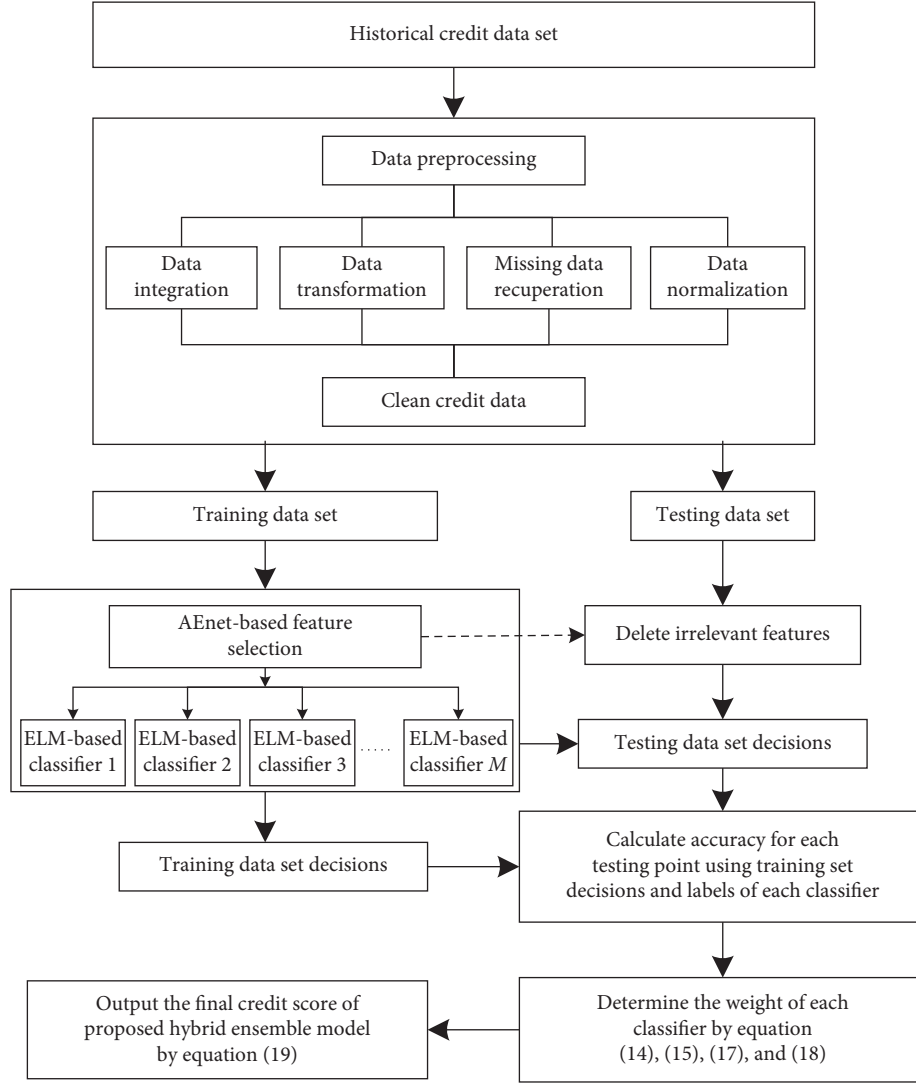 Historical credit data set
Data preprocessing
Data
integration
Data
transformation
Missing data
recuperation
Data
normalization
Clean credit data
Training data set
Testing data set
AEnet-based feature
selection
Delete irrelevant features
ELM-based
classifier 1
ELM-based
classifier 2
ELM-based
classifier 3
.....
ELM-based
classifier M
Testing data set decisions
Training data set decisions
Calculate accuracy for each
testing point using training set
decisions and labels of each classifier
Determine the weight of each
classifier by equation
(14), (15), (17), and (18)
Output the final credit score of
proposed hybrid ensemble model
by equation (19)